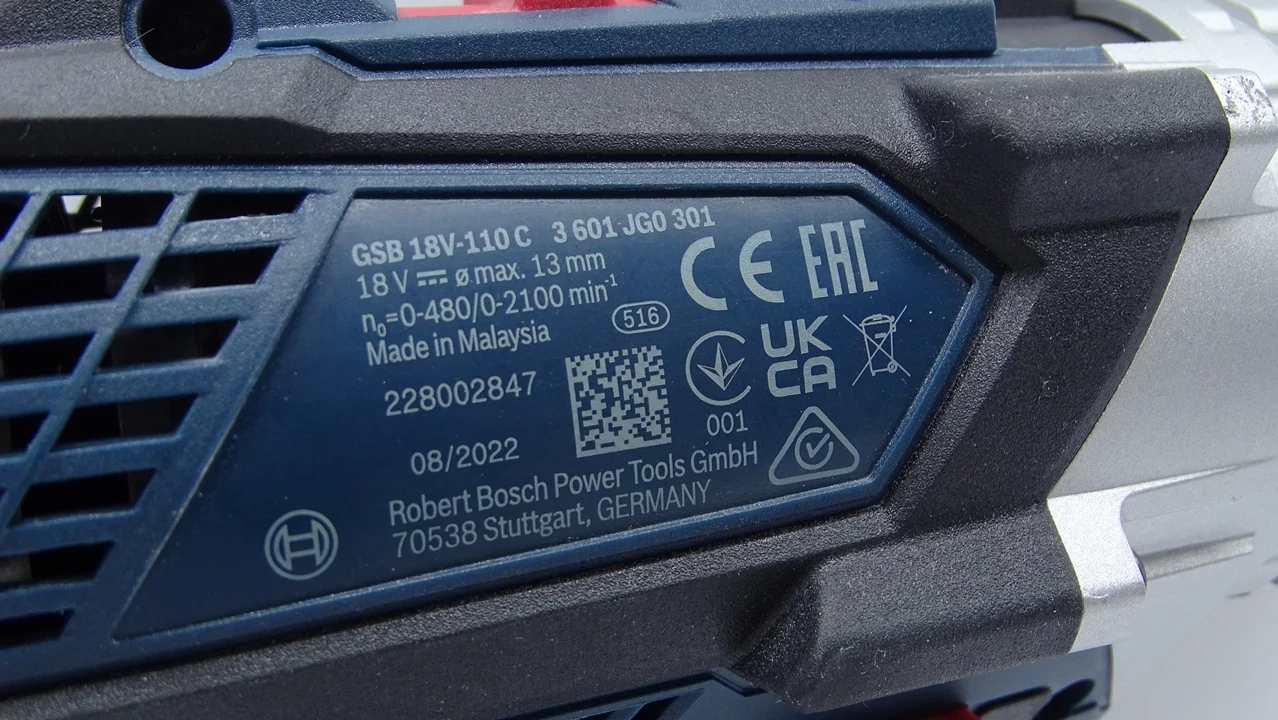 GSB 18V-110 C 3 601 JG0 301
18 V ⎓ ø max. 13 mm
n₀=0-480/0-2100 min⁻¹
Made in Malaysia
516
228002847
08/2022
Robert Bosch Power Tools GmbH
70538 Stuttgart, GERMANY
CE EAC
001
UK
CA